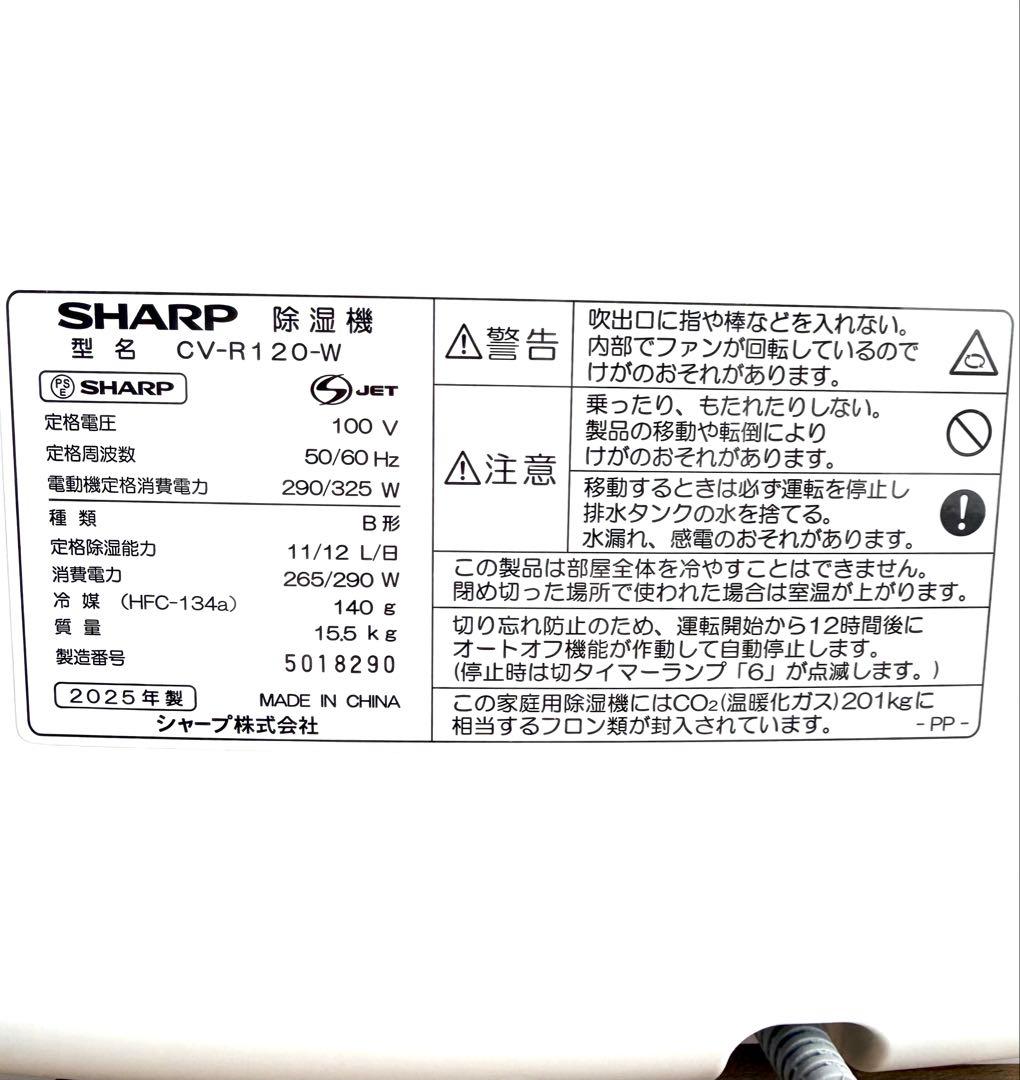 SHARP 除湿機
型名 CV-R120-W
PSE SHARP
S JET
定格電圧 100 V
定格周波数 50/60 Hz
電動機定格消費電力 290/325 W
種類 B形
定格除湿能力 11/12 L/日
消費電力 265/290 W
冷媒 (HFC-134a) 140 g
質量 15.5 kg
製造番号 5018290
2025年製 MADE IN CHINA
シャープ株式会社
⚠警告
吹出口に指や棒などを入れない。
内部でファンが回転しているので
けがのおそれがあります。
⚠注意
乗ったり、もたれたりしない。
製品の移動や転倒により
けがのおそれがあります。
移動するときは必ず運転を停止し
排水タンクの水を捨てる。
水漏れ、感電のおそれがあります。
この製品は部屋全体を冷やすことはできません。
閉め切った場所で使われた場合は室温が上がります。
切り忘れ防止のため、運転開始から12時間後に
オートオフ機能が作動して自動停止します。
(停止時は切タイマーランプ「6」が点滅します。)
この家庭用除湿機にはCO₂(温暖化ガス)201kgに
相当するフロン類が封入されています。 -PP-